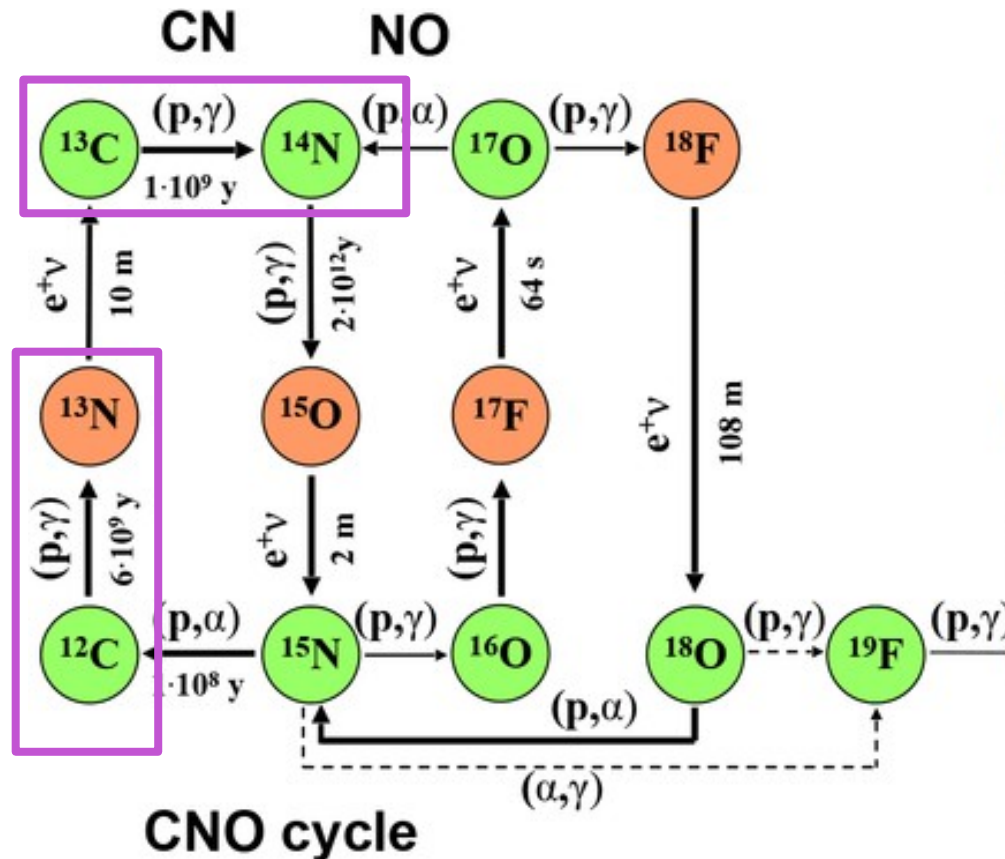 CN NO
(p,γ) (p,α) (p,γ)
¹³C ¹⁴N ¹⁷O ¹⁸F
1·10⁹ y
e⁺ν 10 m (p,γ) 2·10¹²y e⁺ν 64 s
e⁺ν 108 m
¹³N ¹⁵O ¹⁷F
(p,γ) 6·10⁹ y e⁺ν 2 m (p,γ)
(p,α) (p,γ) (p,γ) (p,γ)
¹²C ¹⁵N ¹⁶O ¹⁸O ¹⁹F
1·10⁸ y
(p,α)
(α,γ)
CNO cycle